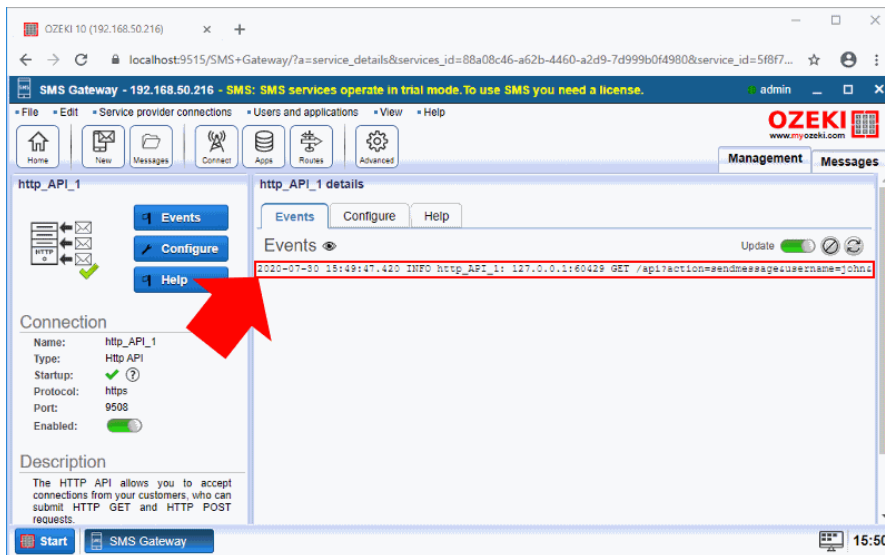 OZEKI 10 (192.168.50.216)
localhost:9515/SMS+Gateway/?a=service_details&services_id=88a08c46-a62b-4460-a2d9-7d999b0f4980&service_id=5f8f7...
SMS Gateway - 192.168.50.216 - SMS: SMS services operate in trial mode.To use SMS you need a license.
admin
File Edit Service provider connections Users and applications View Help
OZEKI
www.myozeki.com
Home New Messages Connect Apps Routes Advanced
Management Messages
http_API_1
http_API_1 details
Events
Configure
Help
HTTP
Events Configure Help
Events
Update
2020-07-30 15:49:47.420 INFO http_API_1: 127.0.0.1:60429 GET /api?action=sendmessage&username=john&
Connection
Name: http_API_1
Type: Http API
Startup:
Protocol: https
Port: 9508
Enabled:
Description
The HTTP API allows you to accept
connections from your customers, who can
submit HTTP GET and HTTP POST
requests.
Start SMS Gateway
15:50